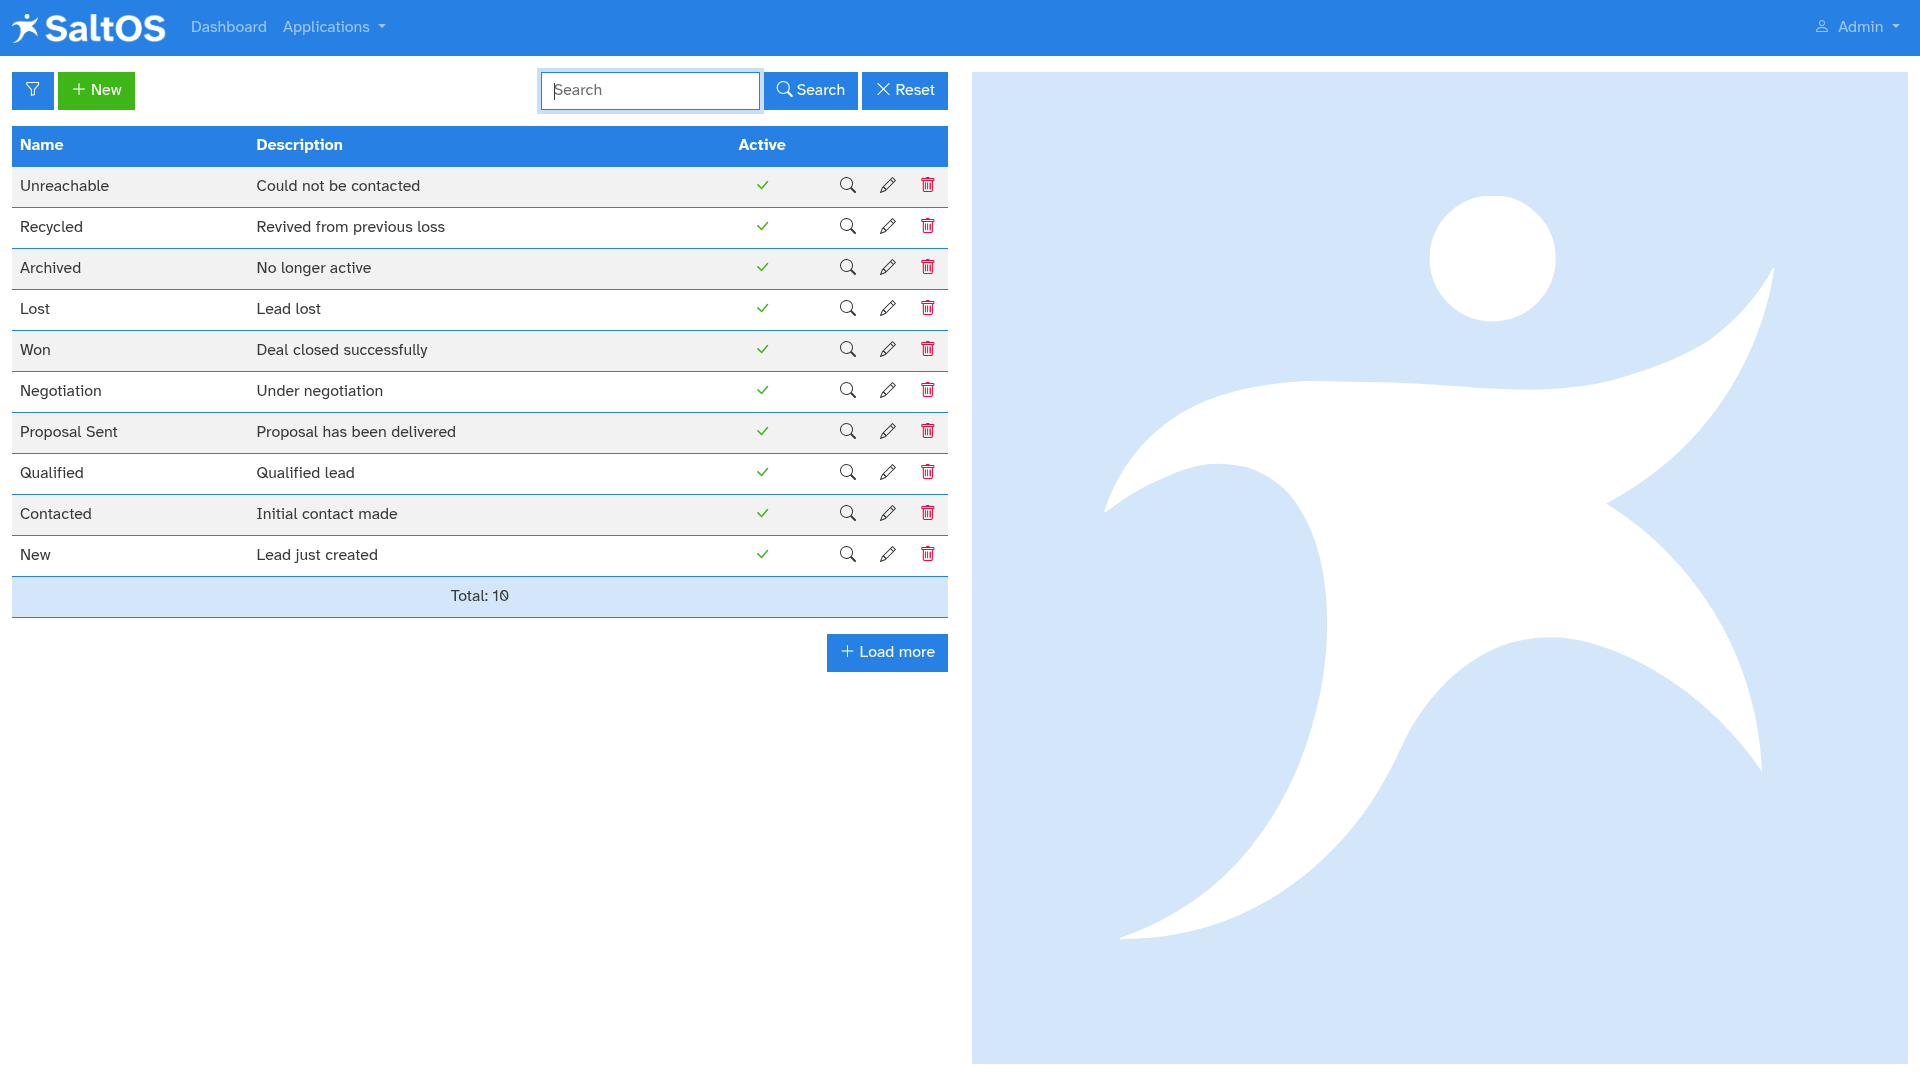 SaltOS Dashboard Applications Admin
New Search Search Reset
Name Description Active
Unreachable Could not be contacted
Recycled Revived from previous loss
Archived No longer active
Lost Lead lost
Won Deal closed successfully
Negotiation Under negotiation
Proposal Sent Proposal has been delivered
Qualified Qualified lead
Contacted Initial contact made
New Lead just created
Total: 10
Load more